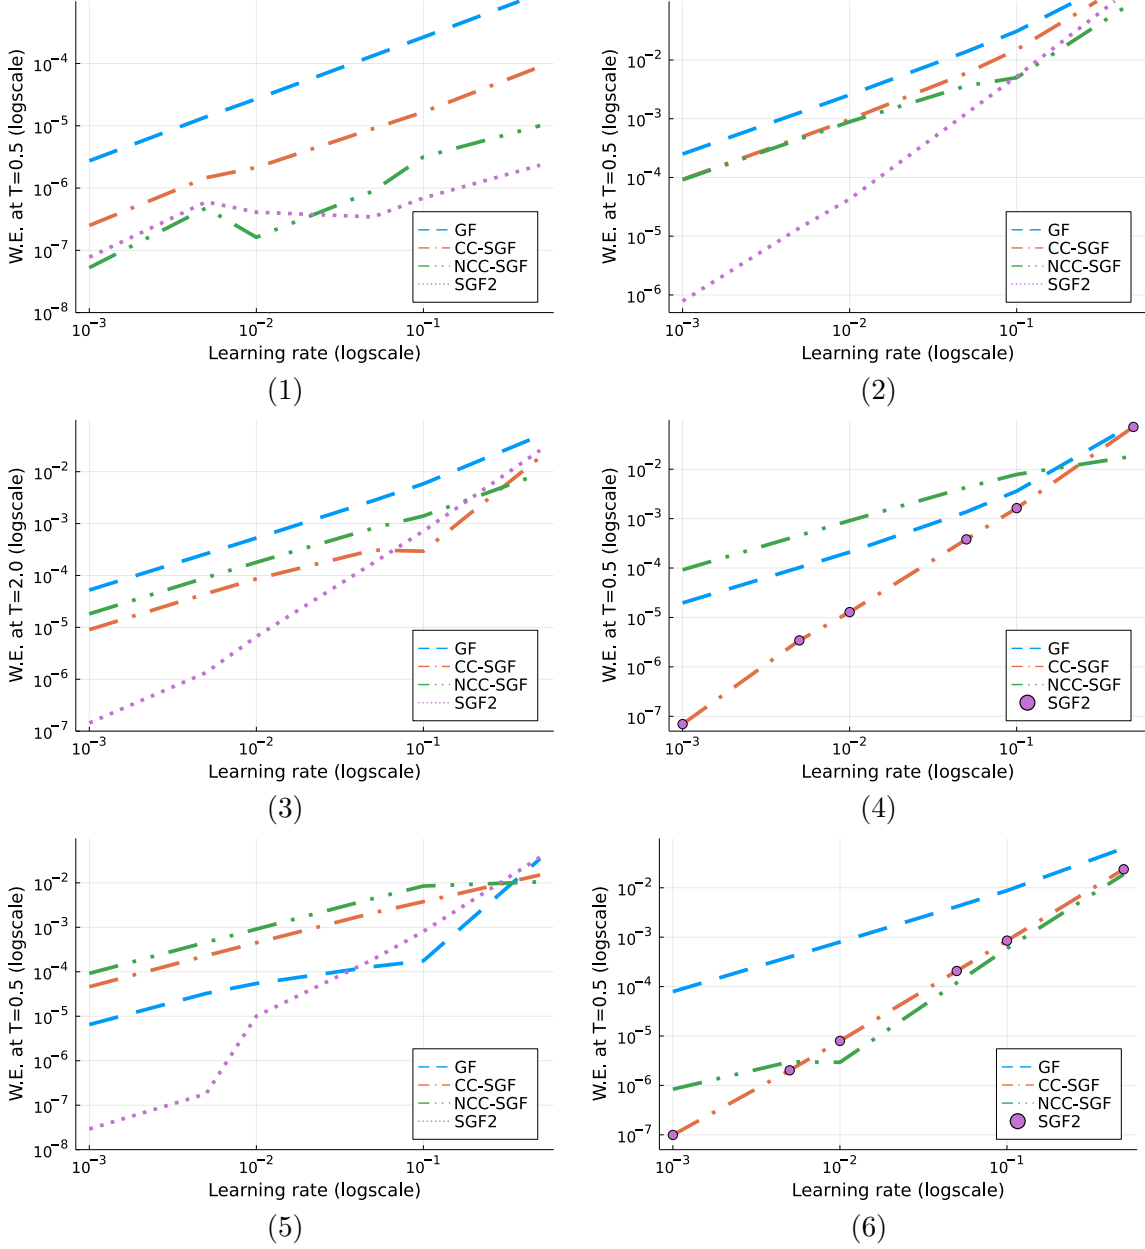 W.E. at T=0.5 (logscale)
10⁻⁴
10⁻⁵
10⁻⁶
10⁻⁷
10⁻⁸
GF
CC-SGF
NCC-SGF
SGF2
10⁻³ 10⁻² 10⁻¹
Learning rate (logscale)
(1)
W.E. at T=0.5 (logscale)
10⁻²
10⁻³
10⁻⁴
10⁻⁵
10⁻⁶
GF
CC-SGF
NCC-SGF
SGF2
10⁻³ 10⁻² 10⁻¹
Learning rate (logscale)
(2)
W.E. at T=2.0 (logscale)
10⁻²
10⁻³
10⁻⁴
10⁻⁵
10⁻⁶
10⁻⁷
GF
CC-SGF
NCC-SGF
SGF2
10⁻³ 10⁻² 10⁻¹
Learning rate (logscale)
(3)
W.E. at T=0.5 (logscale)
10⁻²
10⁻³
10⁻⁴
10⁻⁵
10⁻⁶
10⁻⁷
GF
CC-SGF
NCC-SGF
SGF2
10⁻³ 10⁻² 10⁻¹
Learning rate (logscale)
(4)
W.E. at T=0.5 (logscale)
10⁻²
10⁻³
10⁻⁴
10⁻⁵
10⁻⁶
10⁻⁷
10⁻⁸
GF
CC-SGF
NCC-SGF
SGF2
10⁻³ 10⁻² 10⁻¹
Learning rate (logscale)
(5)
W.E. at T=0.5 (logscale)
10⁻²
10⁻³
10⁻⁴
10⁻⁵
10⁻⁶
10⁻⁷
GF
CC-SGF
NCC-SGF
SGF2
10⁻³ 10⁻² 10⁻¹
Learning rate (logscale)
(6)